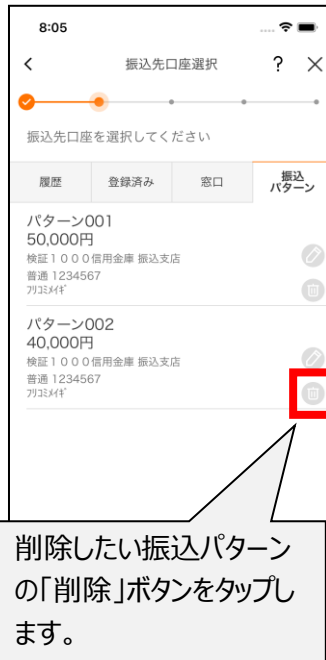 8:05
振込先口座選択 ?
振込先口座を選択してください
履歴 登録済み 窓口 振込
パターン
パターン001
50,000円
検証1000信用金庫 振込支店
普通 1234567
ﾌﾘｺﾐﾒｲｷﾞ
パターン002
40,000円
検証1000信用金庫 振込支店
普通 1234567
ﾌﾘｺﾐﾒｲｷﾞ
削除したい振込パターン
の「削除」ボタンをタップし
ます。